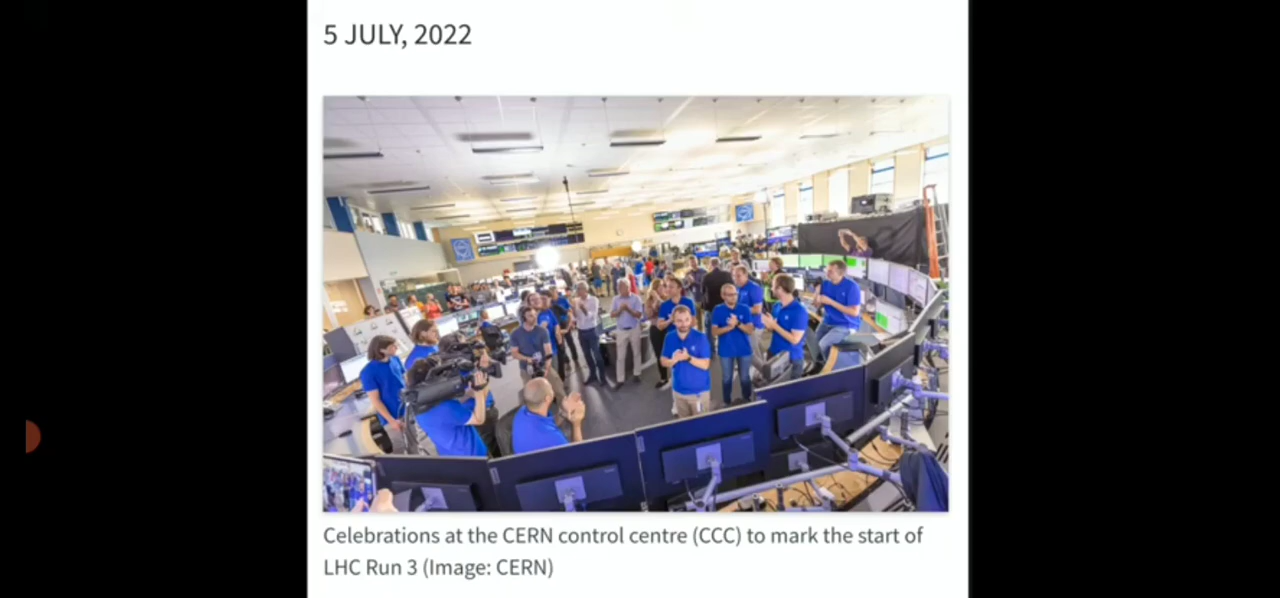 5 JULY, 2022
Celebrations at the CERN control centre (CCC) to mark the start of
LHC Run 3 (Image: CERN)